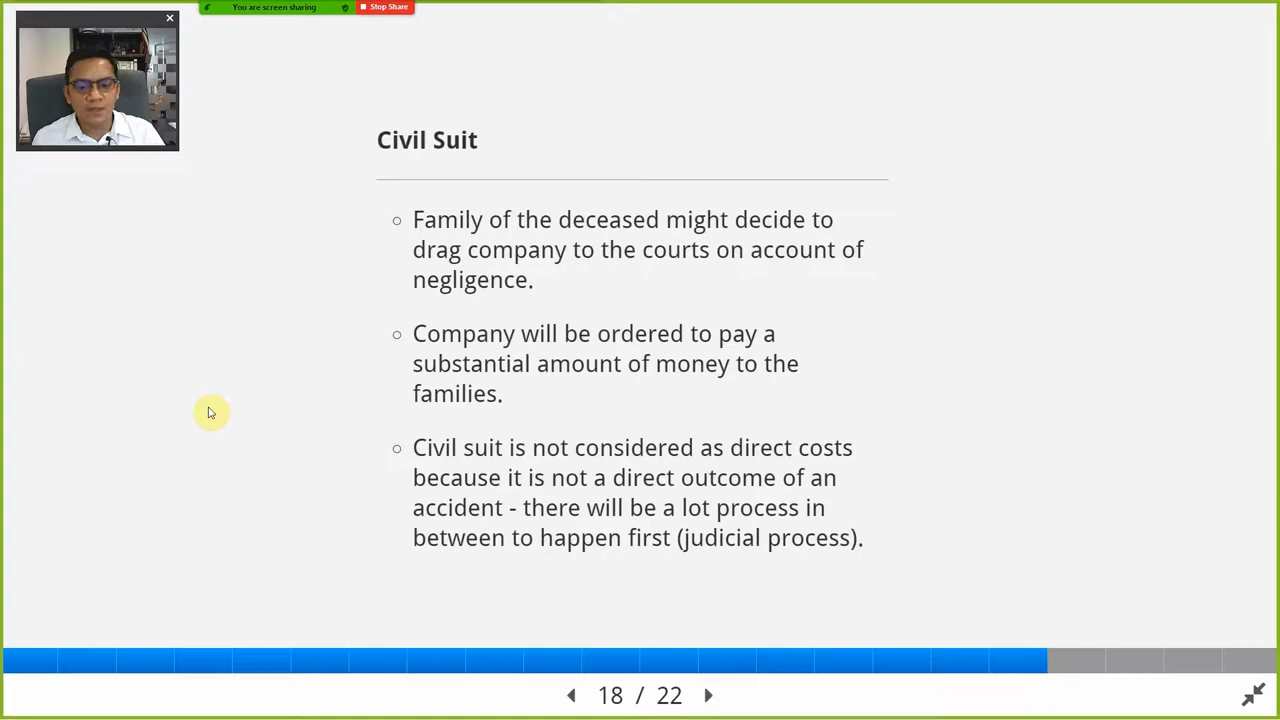 You are screen sharing
Stop Share
Civil Suit
Family of the deceased might decide to
drag company to the courts on account of
negligence.
Company will be ordered to pay a
substantial amount of money to the
families.
Civil suit is not considered as direct costs
because it is not a direct outcome of an
accident - there will be a lot process in
between to happen first (judicial process).
18 / 22